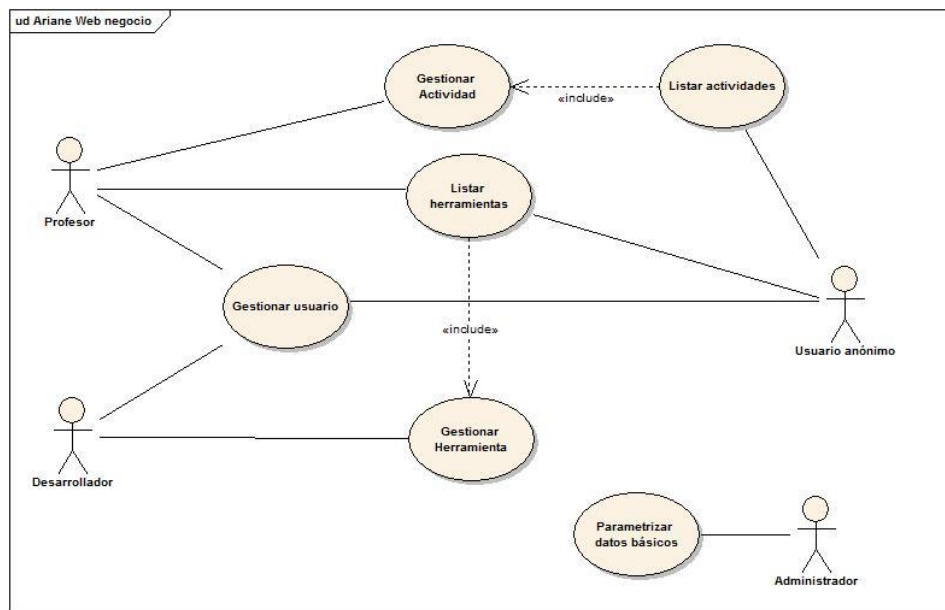 ud Ariane Web negocio
Gestionar
Actividad
«include»
Listar actividades
Profesor
Listar
herramientas
Gestionar usuario
«include»
Usuario anónimo
Gestionar
Herramienta
Desarrollador
Parametrizar
datos básicos
Administrador